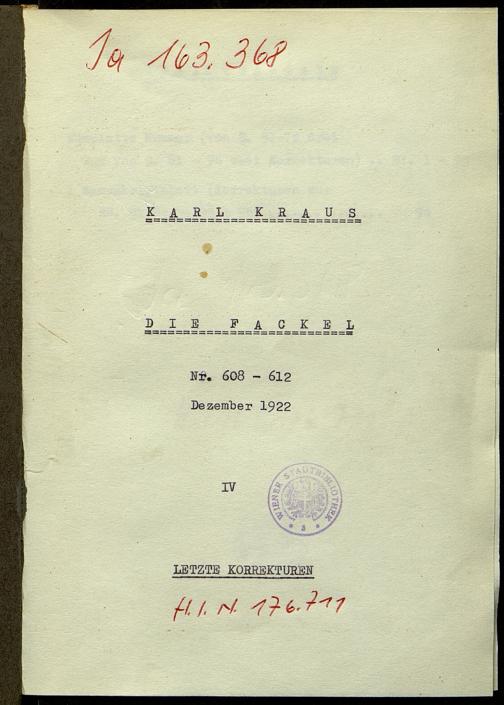 Ja 163.368
KARL KRAUS
DIE FACKEL
Nr. 608 - 612
Dezember 1922
IV
WIENER STADTBIBLIOTHEK
LETZTE KORREKTUREN
H.I.N. 176.711